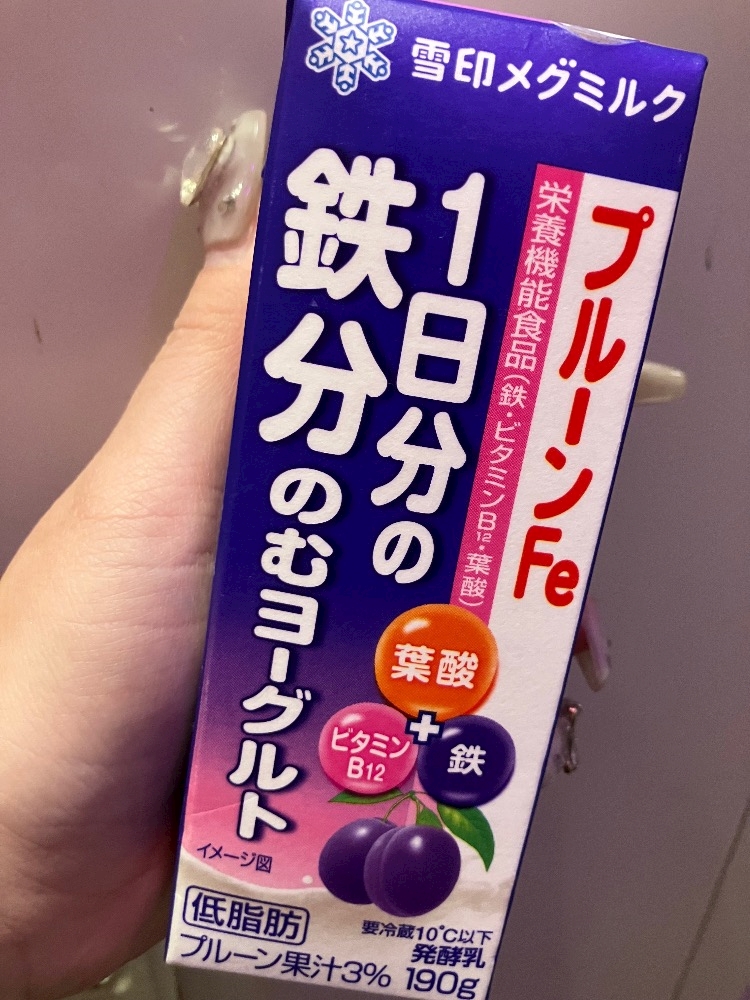 雪印メグミルク
プルーンFe
栄養機能食品(鉄・ビタミンB12・葉酸)
1日分の
鉄分のむヨーグルト
葉酸
+
ビタミン
B12
鉄
イメージ図
低脂肪
プルーン果汁3%
要冷蔵10℃以下
発酵乳
190g